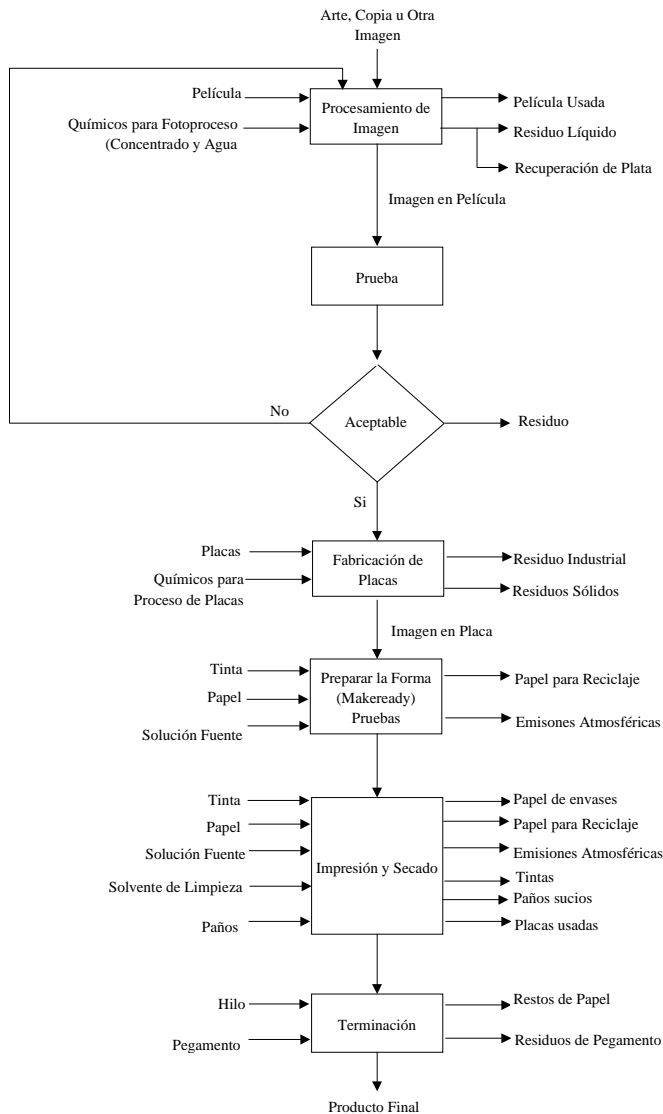 Arte, Copia u Otra
Imagen
Película
Procesamiento de
Imagen
Película Usada
Químicos para Fotoproceso
(Concentrado y Agua
Residuo Líquido
Recuperación de Plata
Imagen en Película
Prueba
No
Aceptable
Residuo
Si
Placas
Fabricación de
Placas
Residuo Industrial
Químicos para
Proceso de Placas
Residuos Sólidos
Imagen en Placa
Tinta
Papel
Solución Fuente
Preparar la Forma
(Makeready)
Pruebas
Papel para Reciclaje
Emisones Atmosféricas
Tinta
Papel
Solución Fuente
Solvente de Limpieza
Paños
Impresión y Secado
Papel de envases
Papel para Reciclaje
Emisiones Atmosféricas
Tintas
Paños sucios
Placas usadas
Hilo
Pegamento
Terminación
Restos de Papel
Residuos de Pegamento
Producto Final